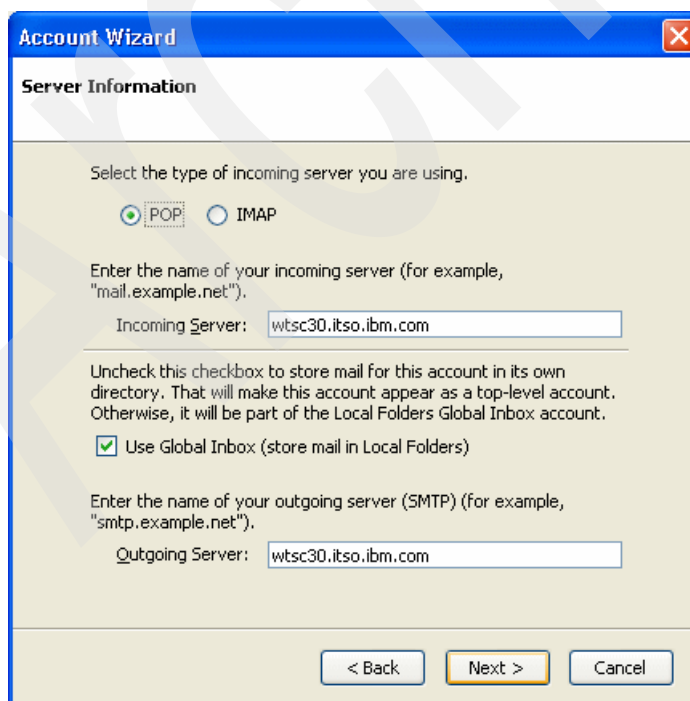 Account Wizard
Server Information
Select the type of incoming server you are using.
POP IMAP
Enter the name of your incoming server (for example,
"mail.example.net").
Incoming Server: wtsc30.itso.ibm.com
Uncheck this checkbox to store mail for this account in its own
directory. That will make this account appear as a top-level account.
Otherwise, it will be part of the Local Folders Global Inbox account.
Use Global Inbox (store mail in Local Folders)
Enter the name of your outgoing server (SMTP) (for example,
"smtp.example.net").
Outgoing Server: wtsc30.itso.ibm.com
< Back Next > Cancel